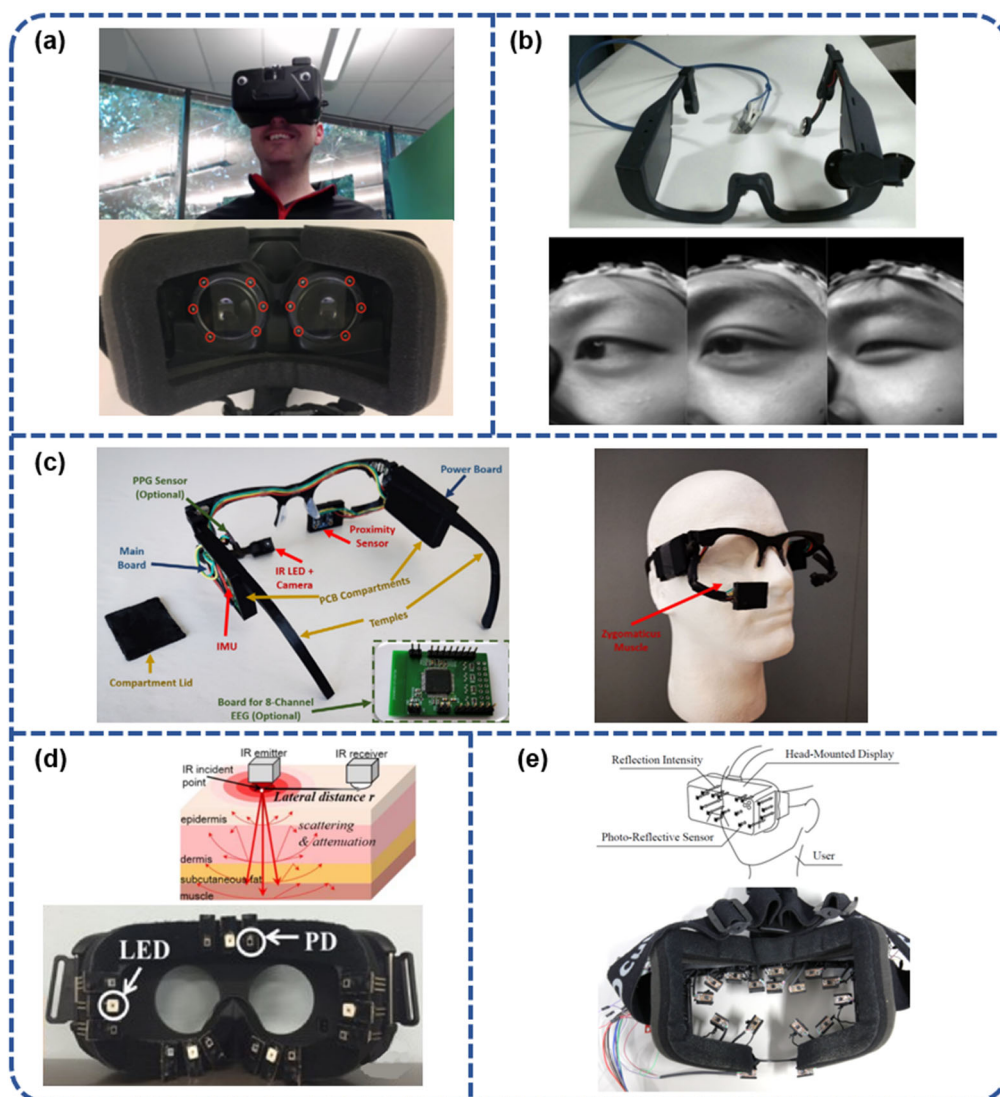 (a)
(b)
(c)
PPG Sensor
(Optional)
Main
Board
IMU
Compartment Lid
IR LED +
Camera
Proximity
Sensor
PCB Compartments
Temples
Power Board
Board for 8-Channel
EEG (Optional)
Zygomaticus
Muscle
(d)
IR emitter
IR receiver
IR incident
point
Lateral distance r
epidermis
scattering
& attenuation
dermis
subcutaneous fat
muscle
LED
PD
(e)
Reflection Intensity
Head-Mounted Display
Photo-Reflective Sensor
User